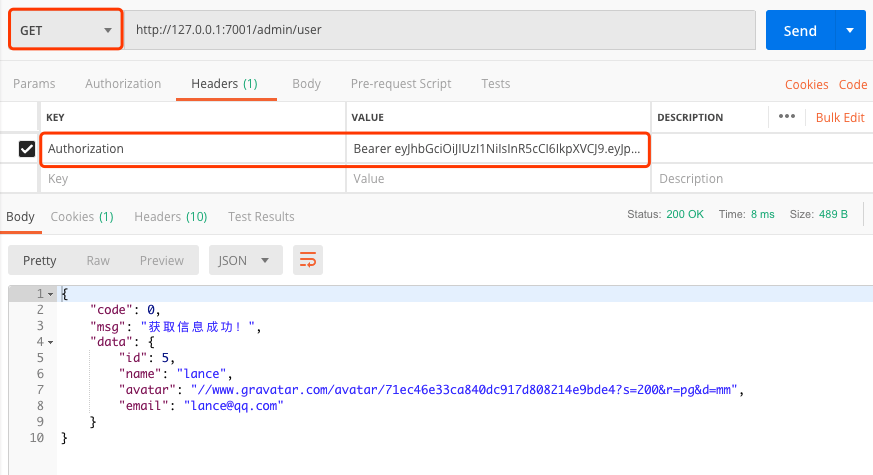 GET http://127.0.0.1:7001/admin/user Send
Params Authorization Headers (1) Body Pre-request Script Tests Cookies Code
KEY VALUE DESCRIPTION ••• Bulk Edit
Authorization Bearer eyJhbGciOiJIUzI1NiIsInR5cCI6IkpXVCJ9.eyJp...
Key Value Description
Body Cookies (1) Headers (10) Test Results Status: 200 OK Time: 8 ms Size: 489 B
Pretty Raw Preview JSON
1 {
2 "code": 0,
3 "msg": "获取信息成功！",
4 "data": {
5 "id": 5,
6 "name": "lance",
7 "avatar": "//www.gravatar.com/avatar/71ec46e33ca840dc917d808214e9bde4?s=200&r=pg&d=mm",
8 "email": "lance@qq.com"
9 }
10 }